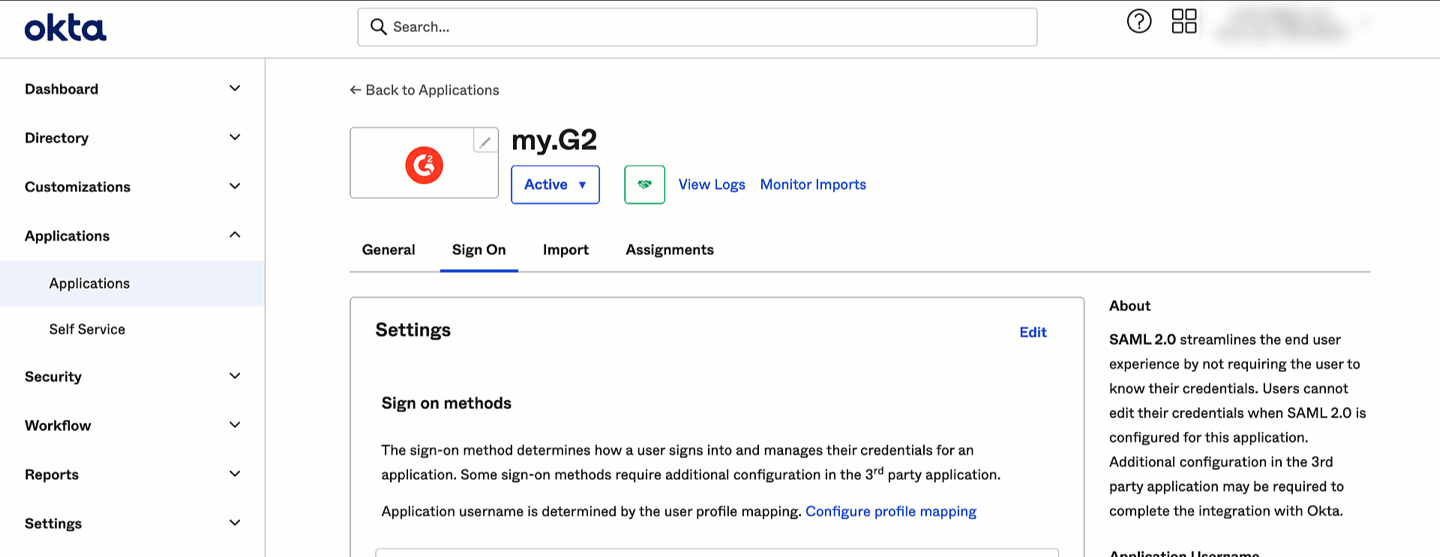 okta
Search...
Dashboard
Directory
Customizations
Applications
Applications
Self Service
Security
Workflow
Reports
Settings
← Back to Applications
G2
my.G2
Active ▼
View Logs
Monitor Imports
General
Sign On
Import
Assignments
Settings
Edit
Sign on methods
The sign-on method determines how a user signs into and manages their credentials for an
application. Some sign-on methods require additional configuration in the 3rd party application.
Application username is determined by the user profile mapping. Configure profile mapping
About
SAML 2.0 streamlines the end user
experience by not requiring the user to
know their credentials. Users cannot
edit their credentials when SAML 2.0 is
configured for this application.
Additional configuration in the 3rd
party application may be required to
complete the integration with Okta.
Application Username